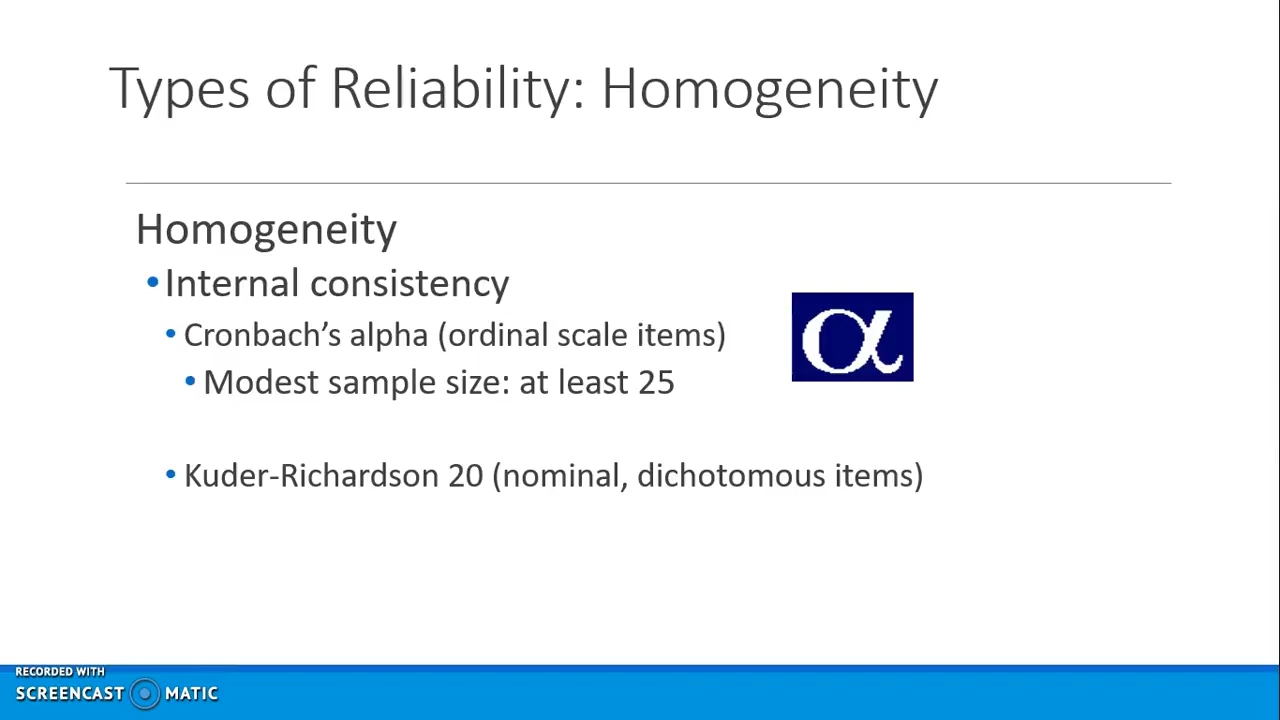 Types of Reliability: Homogeneity
Homogeneity
•Internal consistency
• Cronbach’s alpha (ordinal scale items)
• Modest sample size: at least 25
α
• Kuder-Richardson 20 (nominal, dichotomous items)
RECORDED WITH
SCREENCAST MATIC